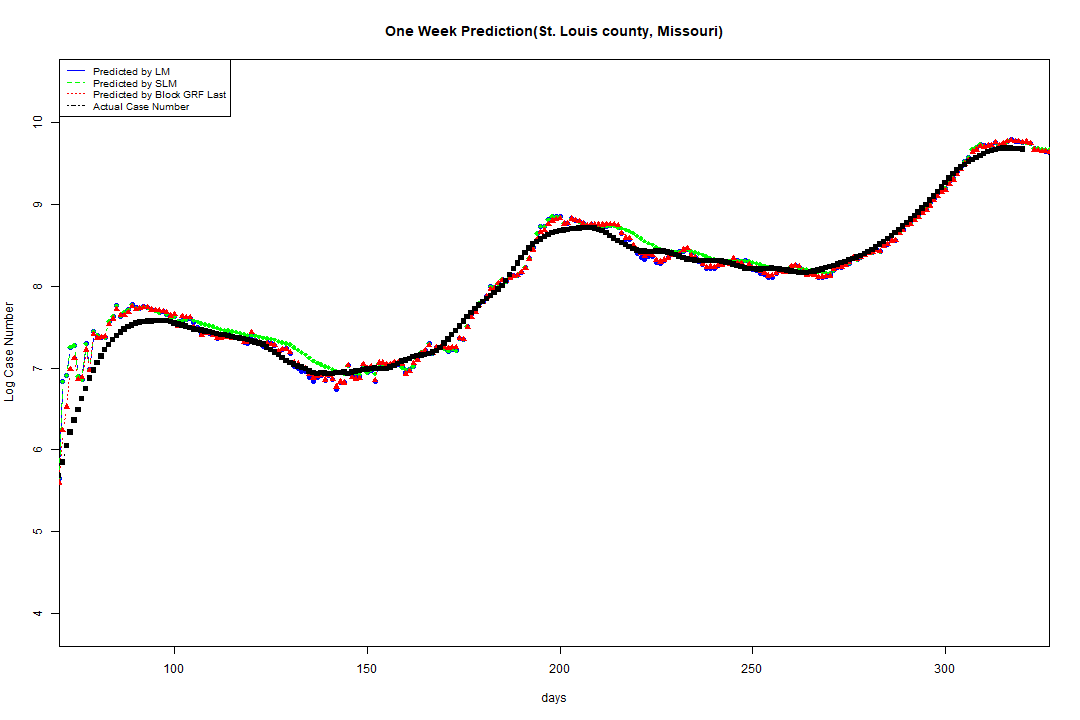 One Week Prediction(St. Louis county, Missouri)
Predicted by LM
Predicted by SLM
Predicted by Block GRF Last
Actual Case Number
10
9
8
7
6
5
4
Log Case Number
100 150 200 250 300
days